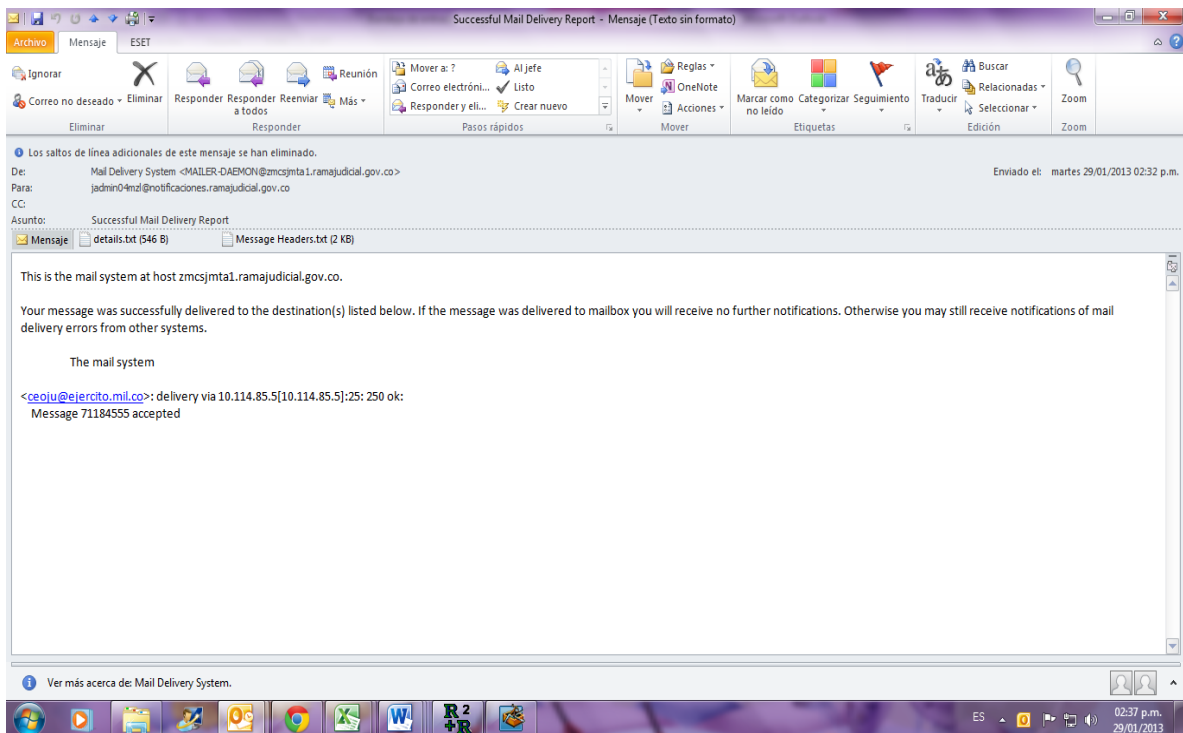 Successful Mail Delivery Report - Mensaje (Texto sin formato)
Archivo Mensaje ESET
Ignorar
Correo no deseado
Eliminar
Eliminar
Responder
Responder a todos
Reenviar
Reunión
Más
Responder
Mover a: ?
Correo electróni...
Responder y eli...
Al jefe
Listo
Crear nuevo
Pasos rápidos
Mover
Reglas
OneNote
Acciones
Mover
Marcar como no leído
Categorizar
Seguimiento
Etiquetas
Traducir
Buscar
Relacionadas
Seleccionar
Edición
Zoom
Zoom
Los saltos de línea adicionales de este mensaje se han eliminado.
De: Mail Delivery System <MAILER-DAEMON@zmcsjmta1.ramajudicial.gov.co>
Enviado el: martes 29/01/2013 02:32 p.m.
Para: jadmin04mzl@notificaciones.ramajudicial.gov.co
CC:
Asunto: Successful Mail Delivery Report
Mensaje details.txt (546 B) Message Headers.txt (2 KB)
This is the mail system at host zmcsjmta1.ramajudicial.gov.co.
Your message was successfully delivered to the destination(s) listed below. If the message was delivered to mailbox you will receive no further notifications. Otherwise you may still receive notifications of mail
delivery errors from other systems.
The mail system
<ceoju@ejercito.mil.co>: delivery via 10.114.85.5[10.114.85.5]:25: 250 ok:
Message 71184555 accepted
Ver más acerca de: Mail Delivery System.
R 2
+R
ES
02:37 p.m.
29/01/2013